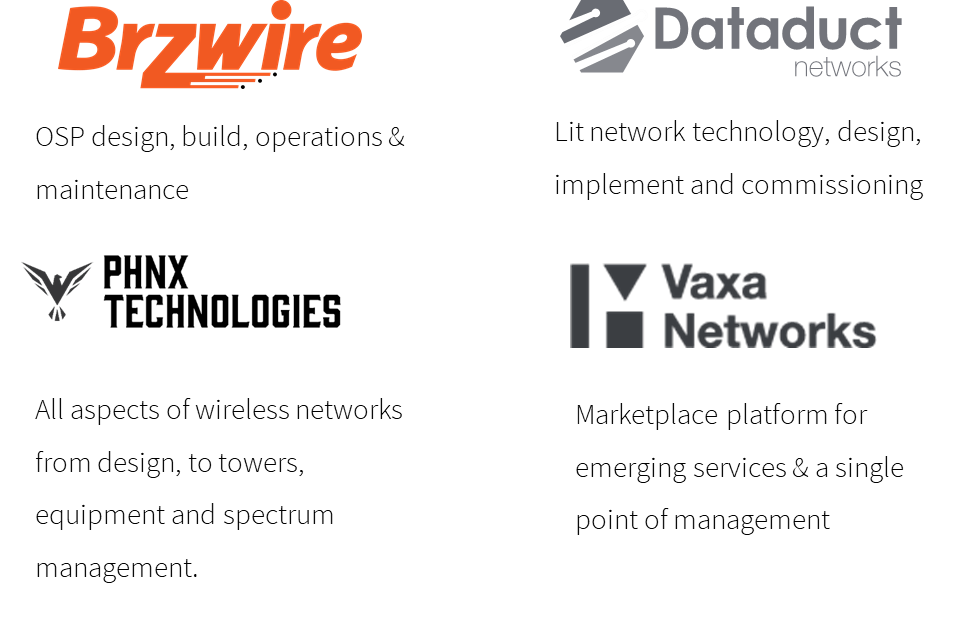 Brzwire
OSP design, build, operations &
maintenance
Dataduct
networks
Lit network technology, design,
implement and commissioning
PHNX
TECHNOLOGIES
All aspects of wireless networks
from design, to towers,
equipment and spectrum
management.
Vaxa
Networks
Marketplace platform for
emerging services & a single
point of management